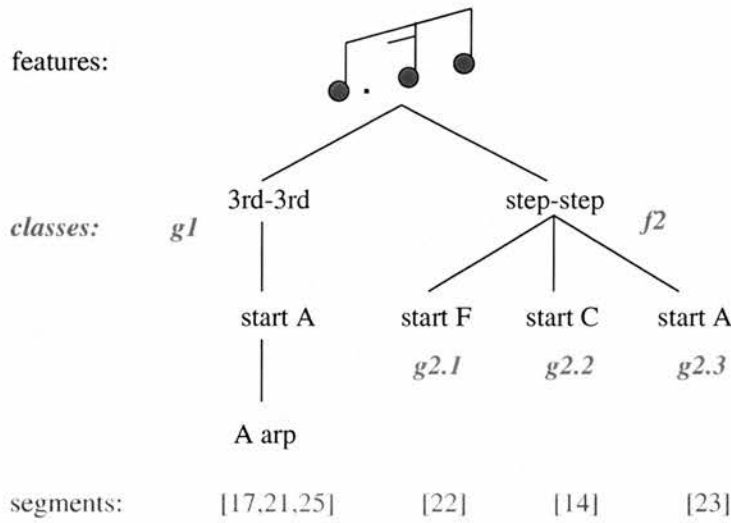 features:
3rd-3rd step-step
classes: g1 f2
start A start F start C start A
g2.1 g2.2 g2.3
A arp
segments: [17,21,25] [22] [14] [23]